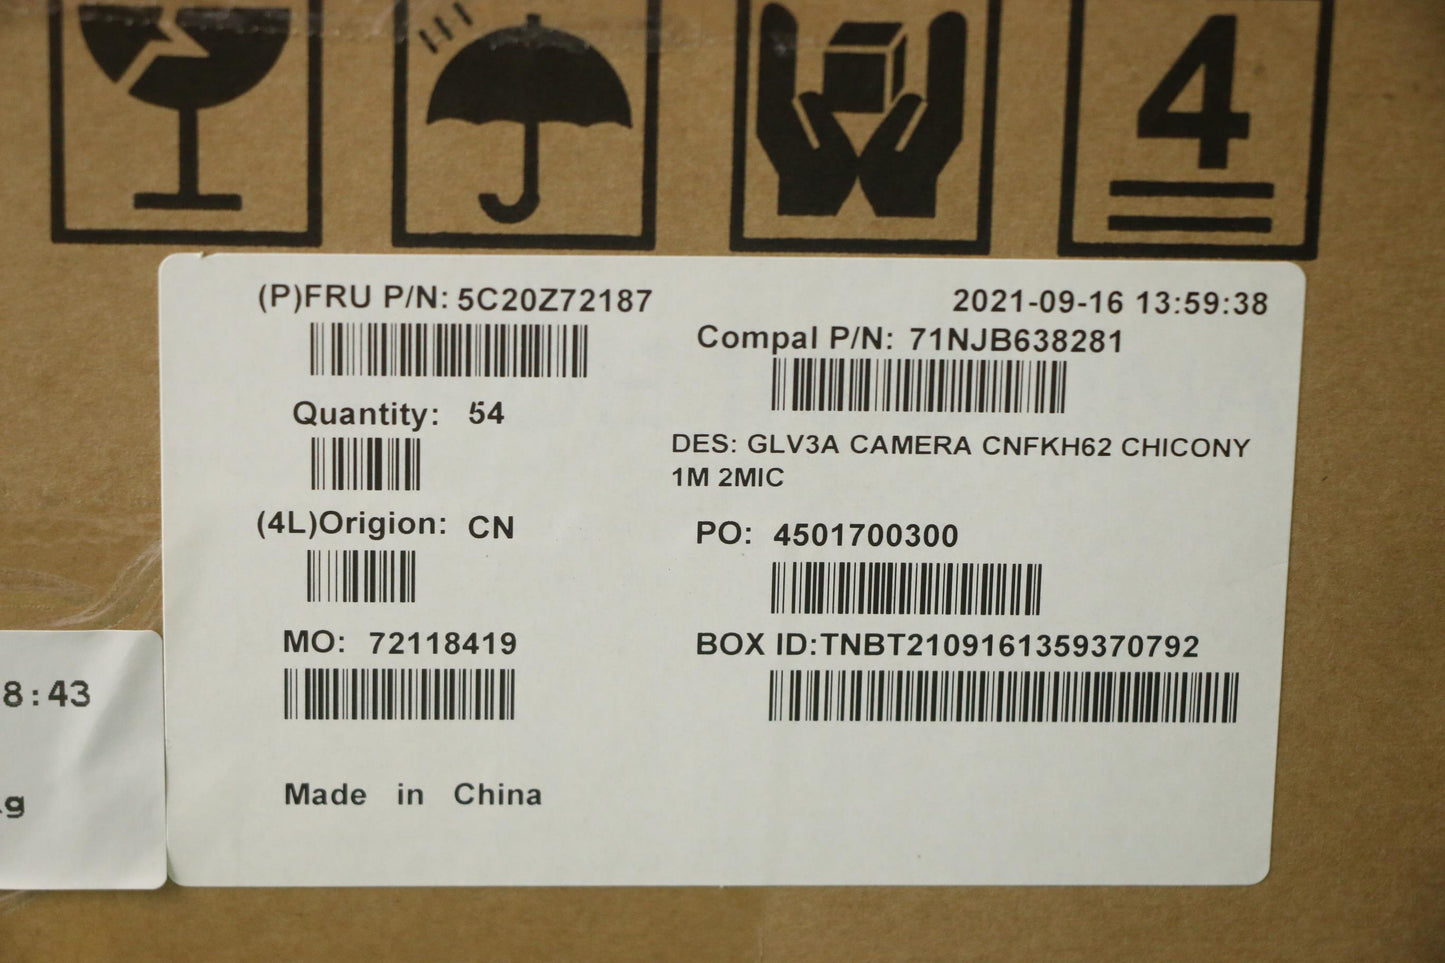 4
(P)FRU P/N: 5C20Z72187
2021-09-16 13:59:38
Compal P/N: 71NJB638281
Quantity: 54
DES: GLV3A CAMERA CNFKH62 CHICONY
1M 2MIC
(4L)Origion: CN
PO: 4501700300
MO: 72118419
BOX ID:TNBT2109161359370792
Made in China
8:43
g